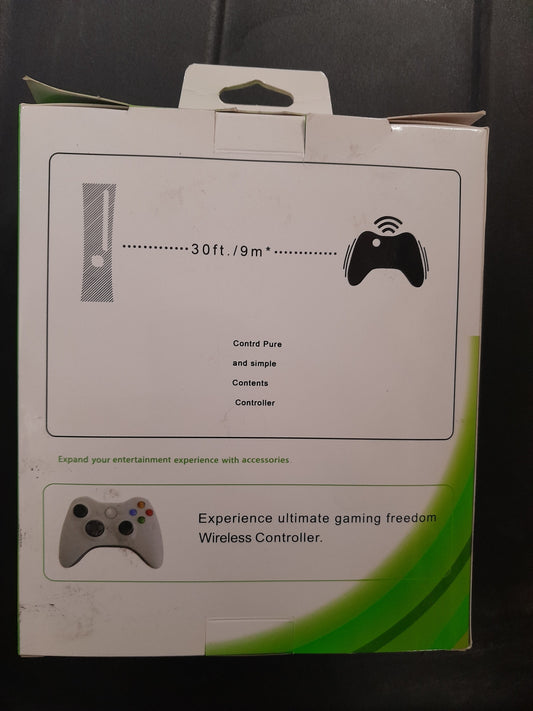 30ft./9m*
Contrd Pure
and simple
Contents
Controller
Expand your entertainment experience with accessories
Experience ultimate gaming freedom
Wireless Controller.